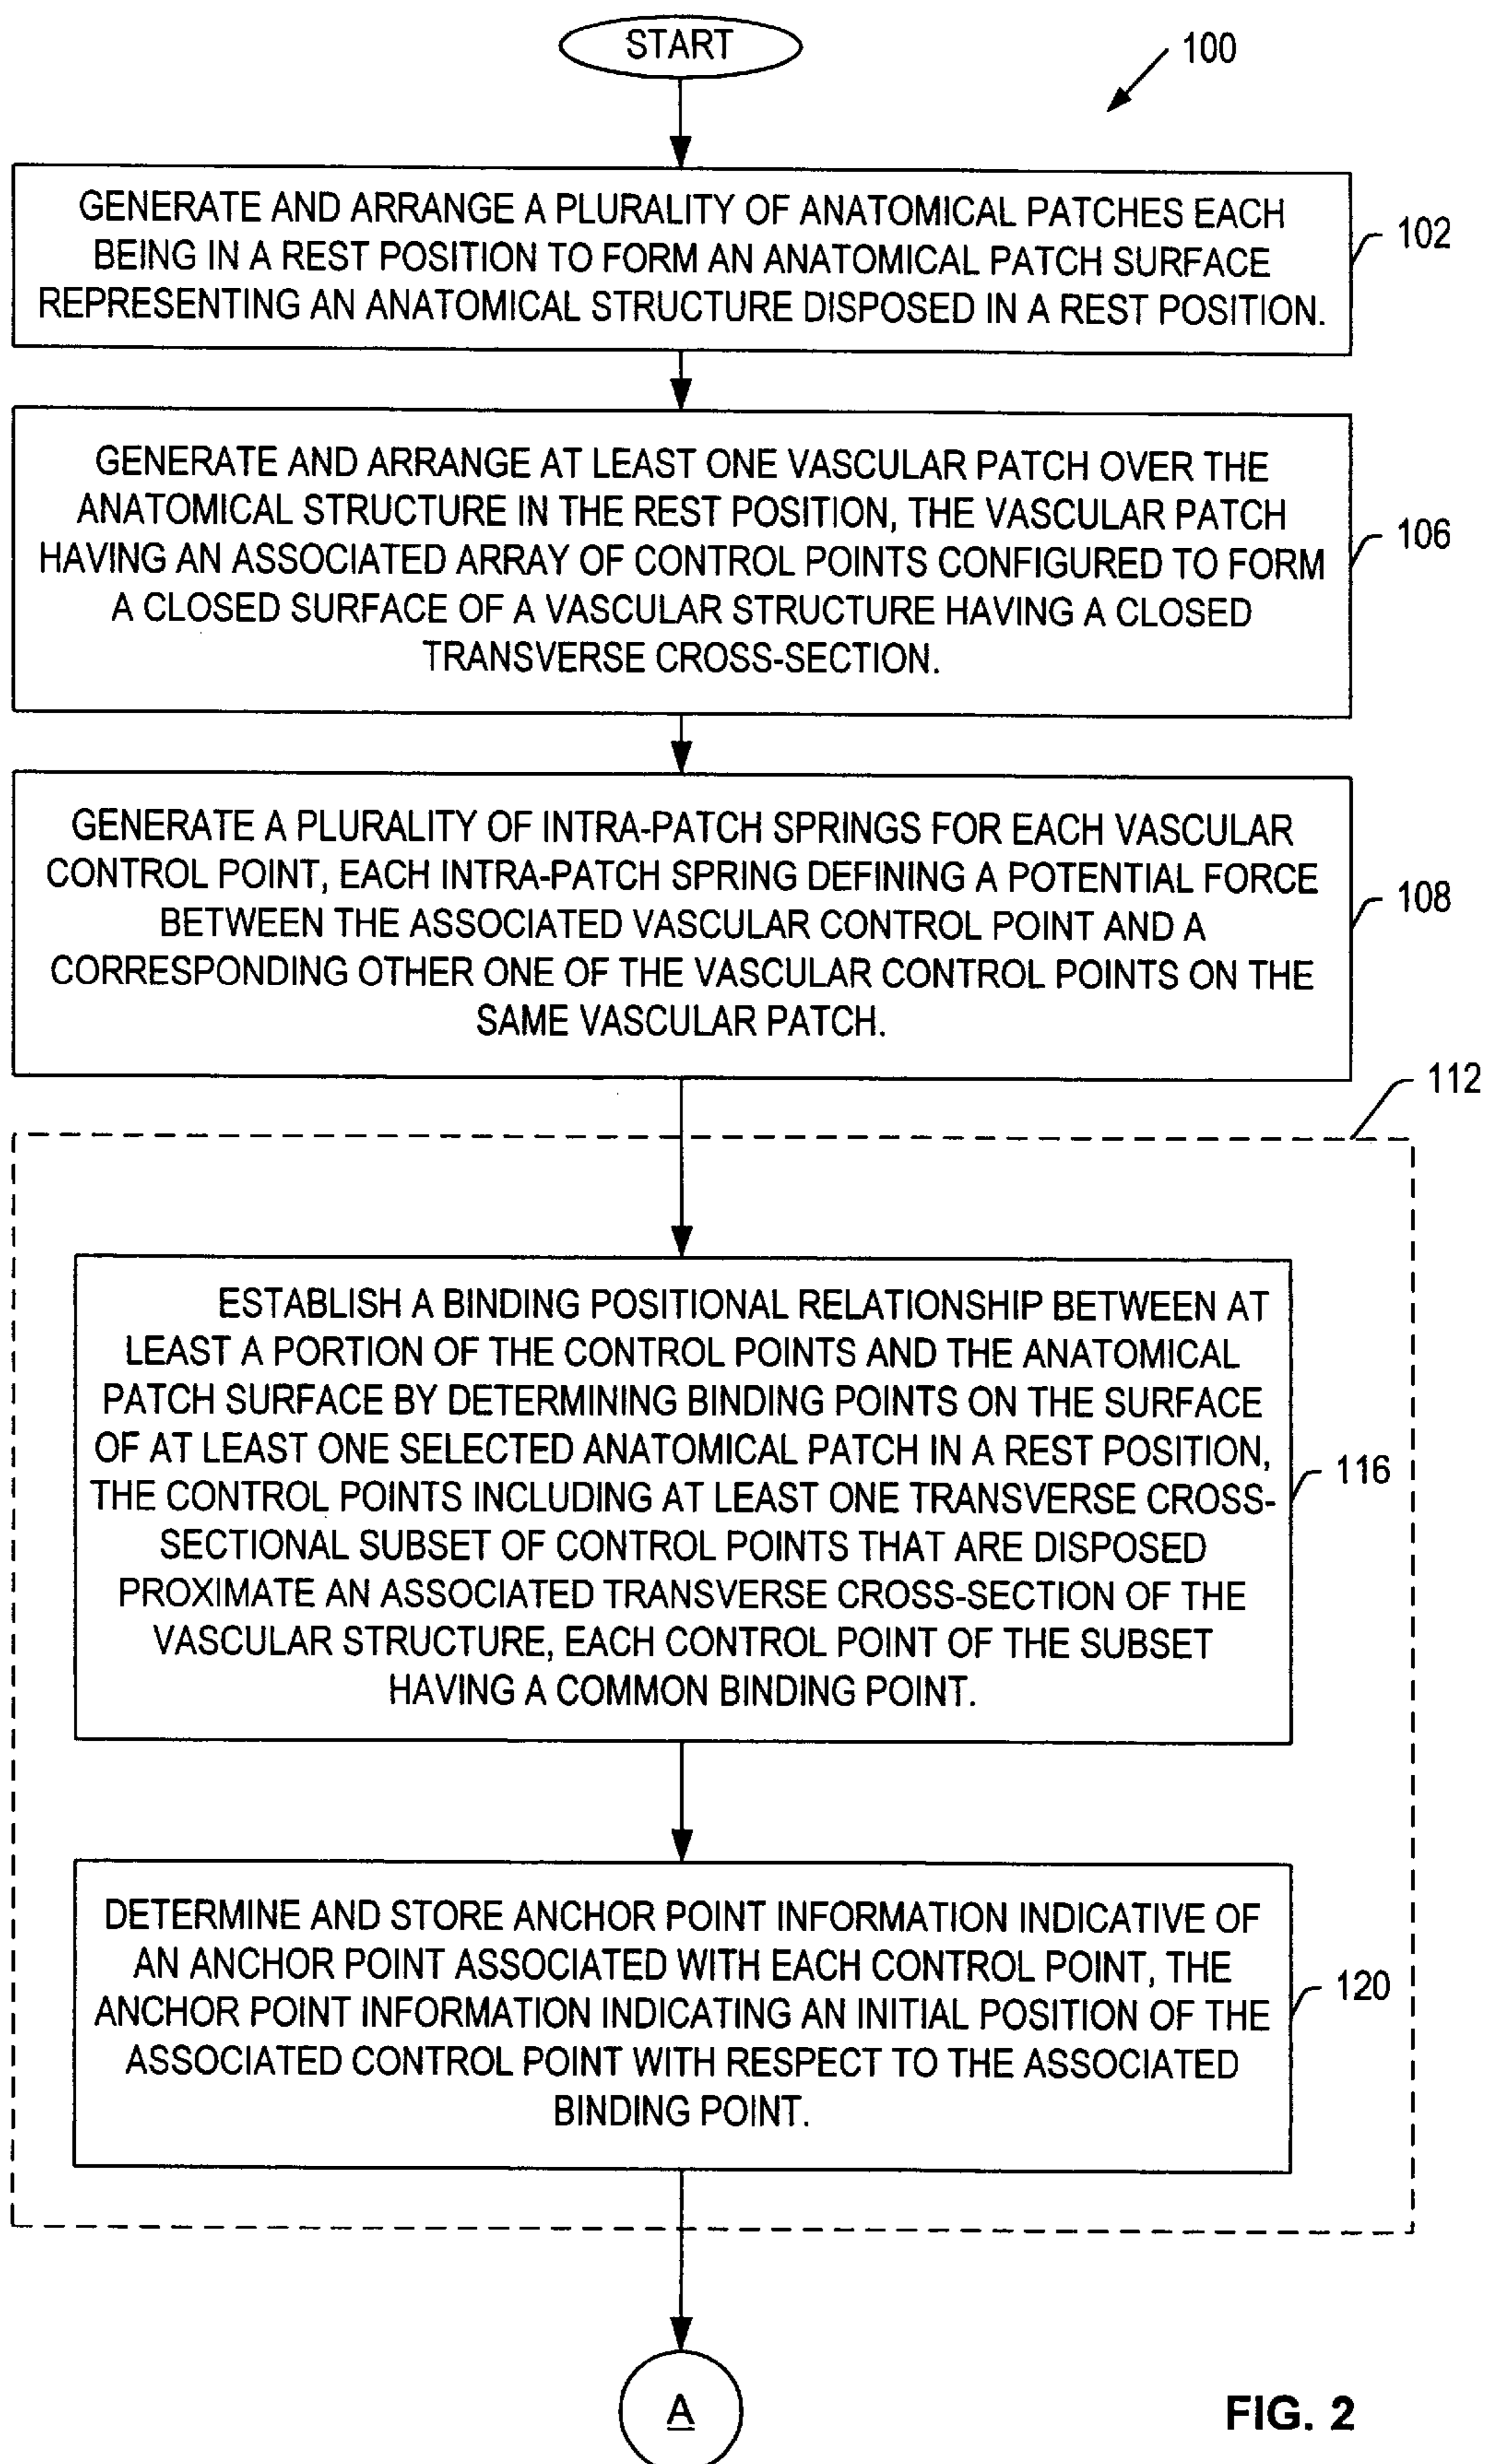 START
100
GENERATE AND ARRANGE A PLURALITY OF ANATOMICAL PATCHES EACH
BEING IN A REST POSITION TO FORM AN ANATOMICAL PATCH SURFACE
REPRESENTING AN ANATOMICAL STRUCTURE DISPOSED IN A REST POSITION.
102
GENERATE AND ARRANGE AT LEAST ONE VASCULAR PATCH OVER THE
ANATOMICAL STRUCTURE IN THE REST POSITION, THE VASCULAR PATCH
HAVING AN ASSOCIATED ARRAY OF CONTROL POINTS CONFIGURED TO FORM
A CLOSED SURFACE OF A VASCULAR STRUCTURE HAVING A CLOSED
TRANSVERSE CROSS-SECTION.
106
GENERATE A PLURALITY OF INTRA-PATCH SPRINGS FOR EACH VASCULAR
CONTROL POINT, EACH INTRA-PATCH SPRING DEFINING A POTENTIAL FORCE
BETWEEN THE ASSOCIATED VASCULAR CONTROL POINT AND A
CORRESPONDING OTHER ONE OF THE VASCULAR CONTROL POINTS ON THE
SAME VASCULAR PATCH.
108
112
ESTABLISH A BINDING POSITIONAL RELATIONSHIP BETWEEN AT
LEAST A PORTION OF THE CONTROL POINTS AND THE ANATOMICAL
PATCH SURFACE BY DETERMINING BINDING POINTS ON THE SURFACE
OF AT LEAST ONE SELECTED ANATOMICAL PATCH IN A REST POSITION,
THE CONTROL POINTS INCLUDING AT LEAST ONE TRANSVERSE CROSS-
SECTIONAL SUBSET OF CONTROL POINTS THAT ARE DISPOSED
PROXIMATE AN ASSOCIATED TRANSVERSE CROSS-SECTION OF THE
VASCULAR STRUCTURE, EACH CONTROL POINT OF THE SUBSET
HAVING A COMMON BINDING POINT.
116
DETERMINE AND STORE ANCHOR POINT INFORMATION INDICATIVE OF
AN ANCHOR POINT ASSOCIATED WITH EACH CONTROL POINT, THE
ANCHOR POINT INFORMATION INDICATING AN INITIAL POSITION OF THE
ASSOCIATED CONTROL POINT WITH RESPECT TO THE ASSOCIATED
BINDING POINT.
120
A
FIG. 2